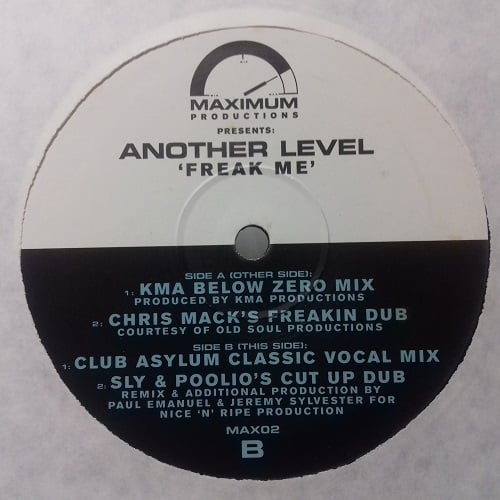 MAXIMUM
PRODUCTIONS
PRESENTS:
ANOTHER LEVEL
'FREAK ME'
SIDE A (OTHER SIDE):
1: KMA BELOW ZERO MIX
PRODUCED BY KMA PRODUCTIONS
2: CHRIS MACK'S FREAKIN DUB
COURTESY OF OLD SOUL PRODUCTIONS
SIDE B (THIS SIDE):
1: CLUB ASYLUM CLASSIC VOCAL MIX
2: SLY & POOLIO'S CUT UP DUB
REMIX & ADDITIONAL PRODUCTION BY
PAUL EMANUEL & JEREMY SYLVESTER FOR
NICE 'N' RIPE PRODUCTION
MAX02
B